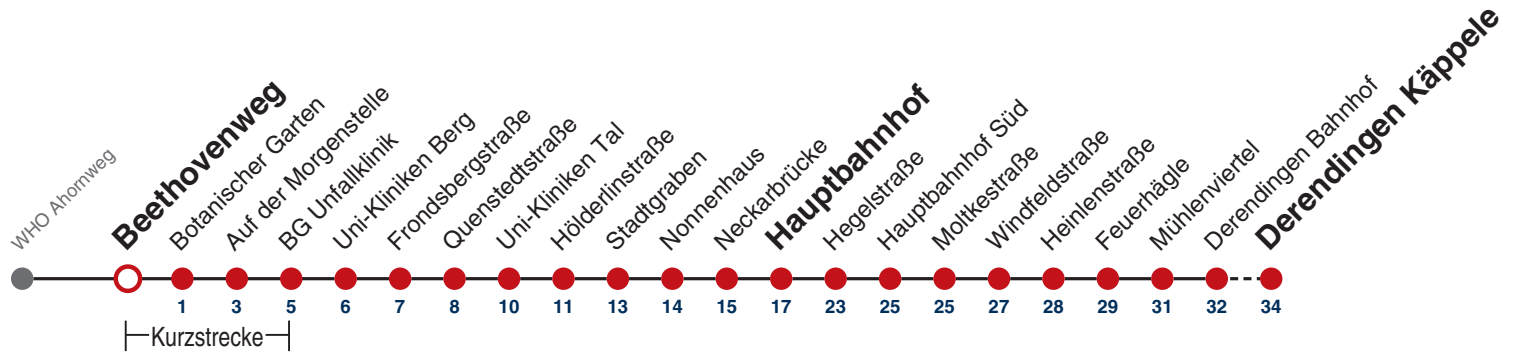 WHO Ahornweg
Beethovenweg
Botanischer Garten
Auf der Morgenstelle
BG Unfallklinik
Uni-Kliniken Berg
Frondsbergstraße
Quenstedtstraße
Uni-Kliniken Tal
Hölderlinstraße
Stadtgraben
Nonnenhaus
Neckarbrücke
Hauptbahnhof
Hegelstraße
Hauptbahnhof Süd
Moltkestraße
Windfeldstraße
Heinlenstraße
Feuerhägle
Mühlenviertel
Derendingen Bahnhof
Derendingen Käppele
1 3 5 6 7 8 10 11 13 14 15 17 23 25 25 27 28 29 31 32 34
Kurzstrecke